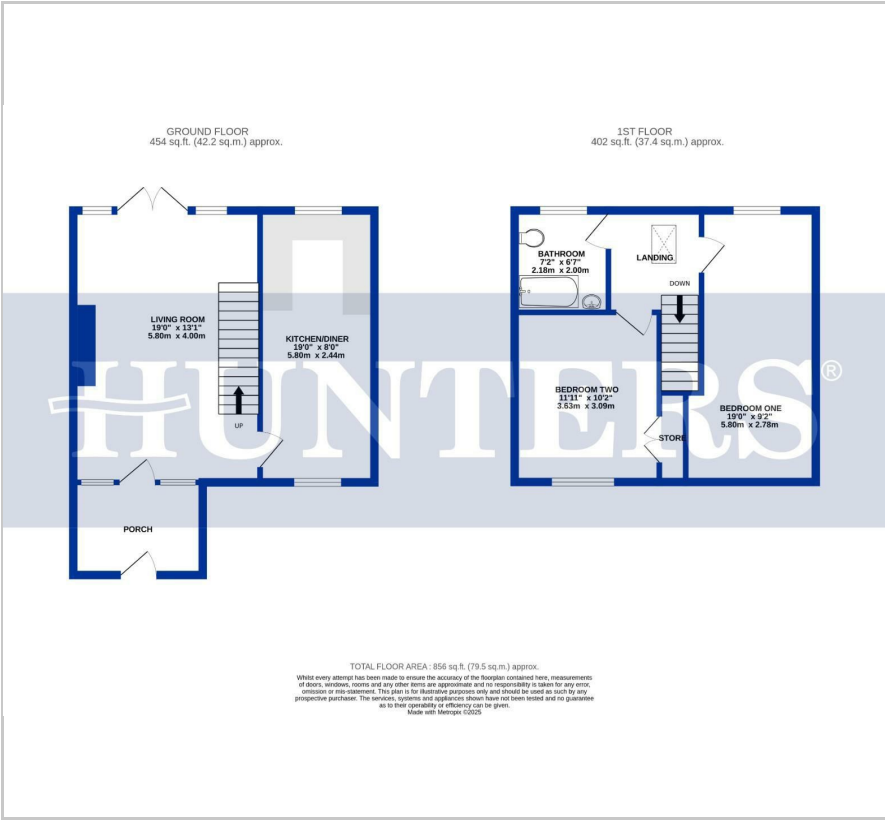 GROUND FLOOR
454 sq.ft. (42.2 sq.m.) approx.
1ST FLOOR
402 sq.ft. (37.4 sq.m.) approx.
BATHROOM
7'2" x 6'7"
2.18m x 2.00m
LANDING
DOWN
LIVING ROOM
19'0" x 13'1"
5.80m x 4.00m
KITCHEN/DINER
19'0" x 8'0"
5.80m x 2.44m
UP
BEDROOM TWO
11'11" x 10'2"
3.63m x 3.09m
STORE
BEDROOM ONE
19'0" x 9'2"
5.80m x 2.78m
HUNTERS®
PORCH
TOTAL FLOOR AREA : 856 sq.ft. (79.5 sq.m.) approx.
Whilst every attempt has been made to ensure the accuracy of the floorplan contained here, measurements
of doors, windows, rooms and any other items are approximate and no responsibility is taken for any error,
omission or mis-statement. This plan is for illustrative purposes only and should be used as such by any
prospective purchaser. The services, systems and appliances shown have not been tested and no guarantee
as to their operability or efficiency can be given.
Made with Metropix ©2025